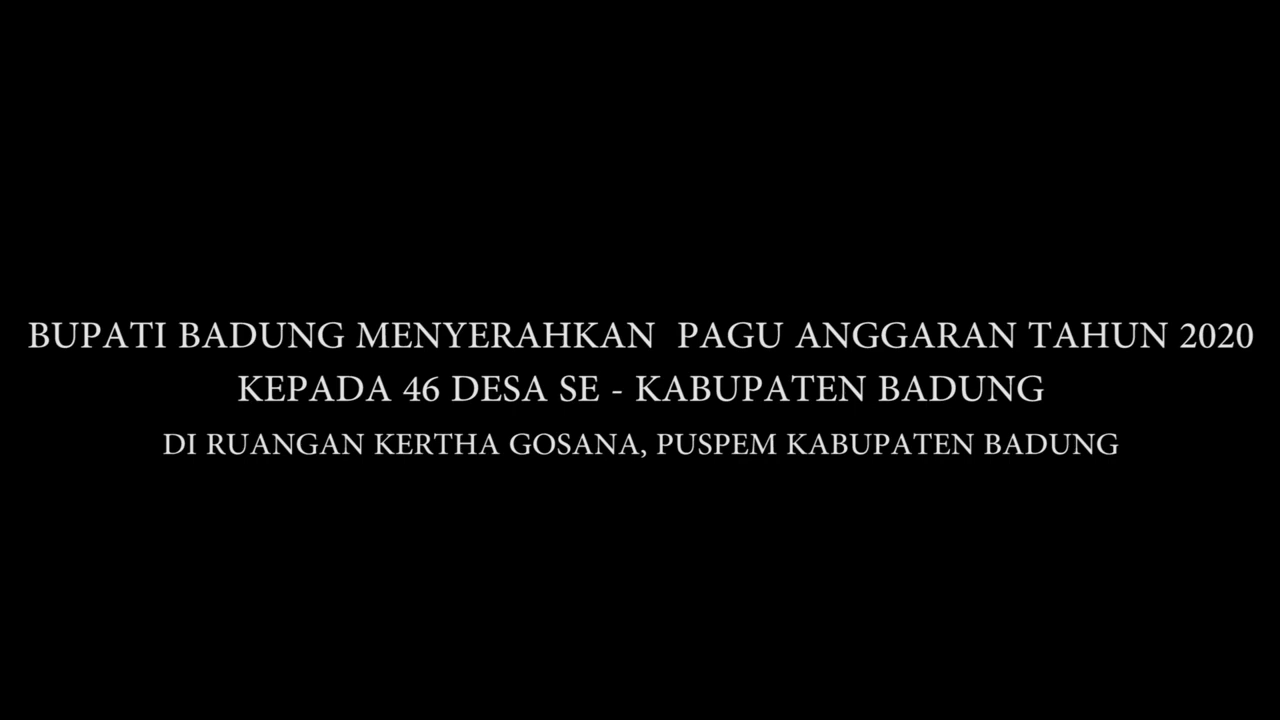 BUPATI BADUNG MENYERAHKAN  PAGU ANGGARAN TAHUN 2020
KEPADA 46 DESA SE - KABUPATEN BADUNG
DI RUANGAN KERTHA GOSANA, PUSPEM KABUPATEN BADUNG